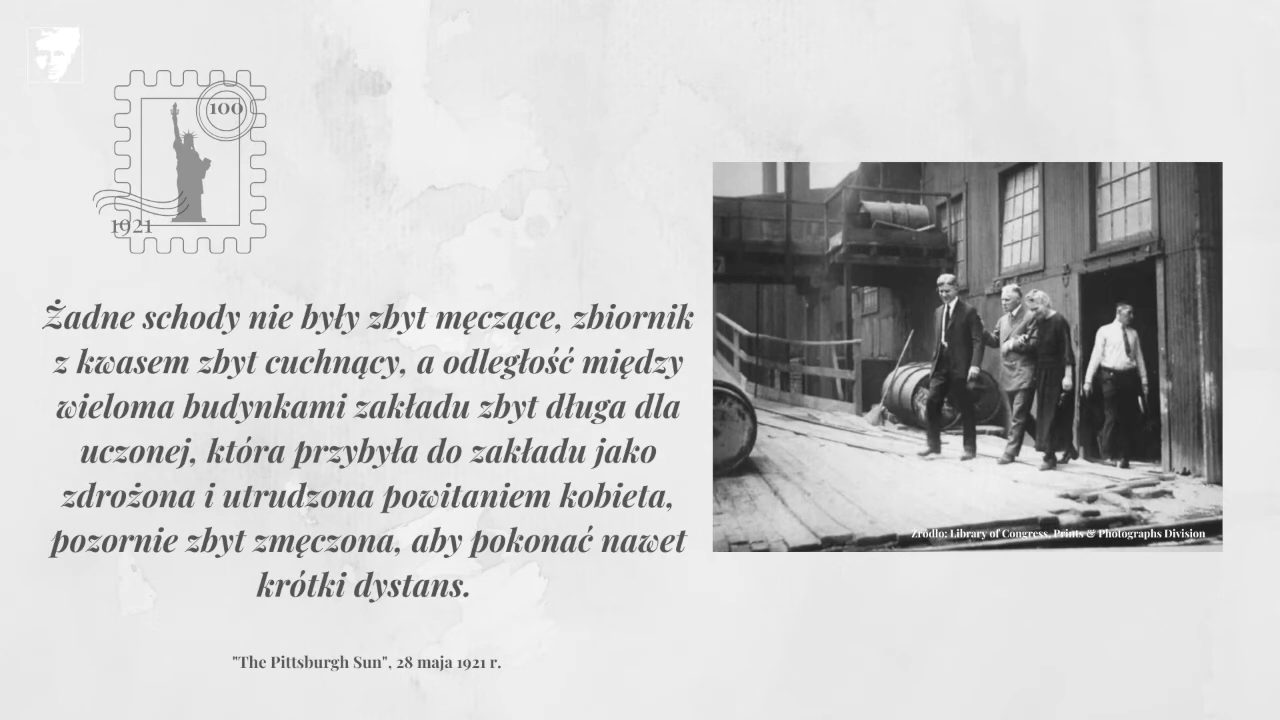 100
1921
Żadne schody nie były zbyt męczące, zbiornik
z kwasem zbyt cuchnący, a odległość między
wieloma budynkami zakładu zbyt długa dla
uczonej, która przybyła do zakładu jako
zdrożona i utrudzona powitaniem kobieta,
pozornie zbyt zmęczona, aby pokonać nawet
krótki dystans.
"The Pittsburgh Sun", 28 maja 1921 r.
Źródło: Library of Congress, Prints & Photographs Division